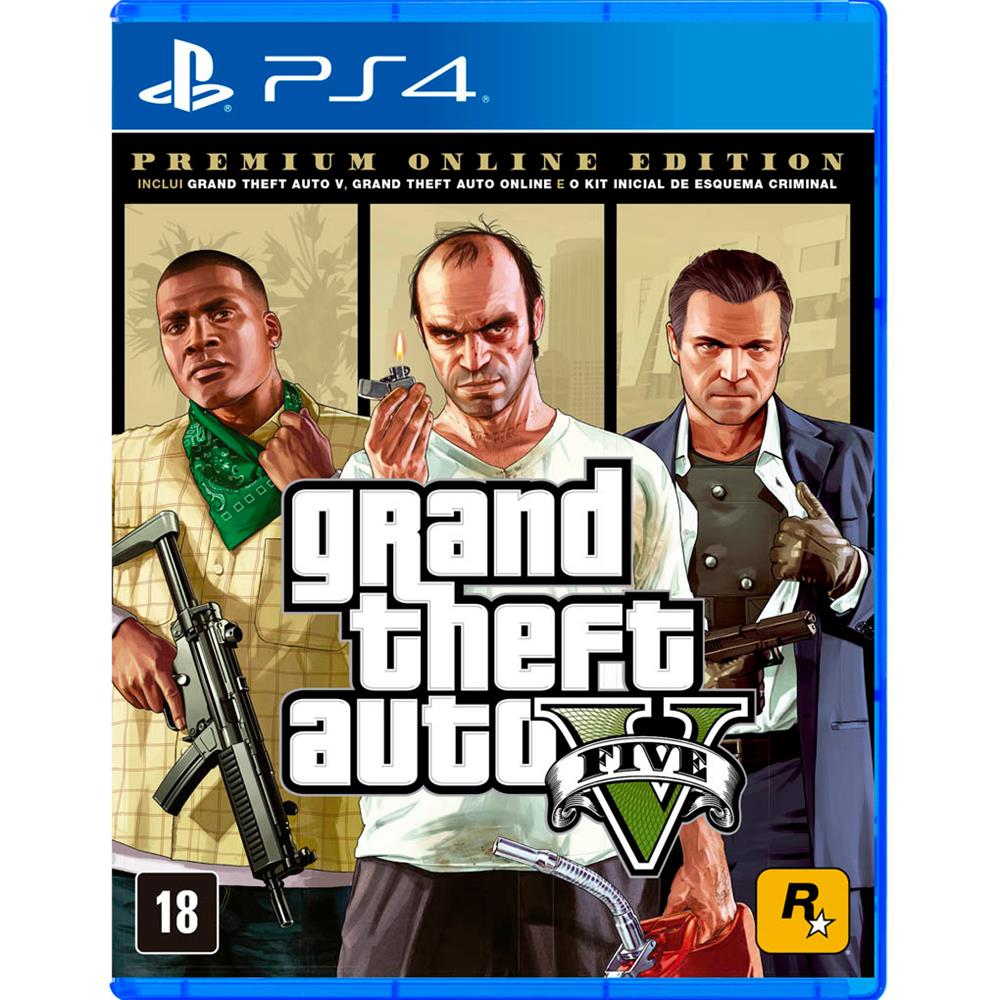 PS4
PREMIUM ONLINE EDITION
INCLUI GRAND THEFT AUTO V, GRAND THEFT AUTO ONLINE E O KIT INICIAL DE ESQUEMA CRIMINAL
grand
theft
auto V
FIVE
18
R